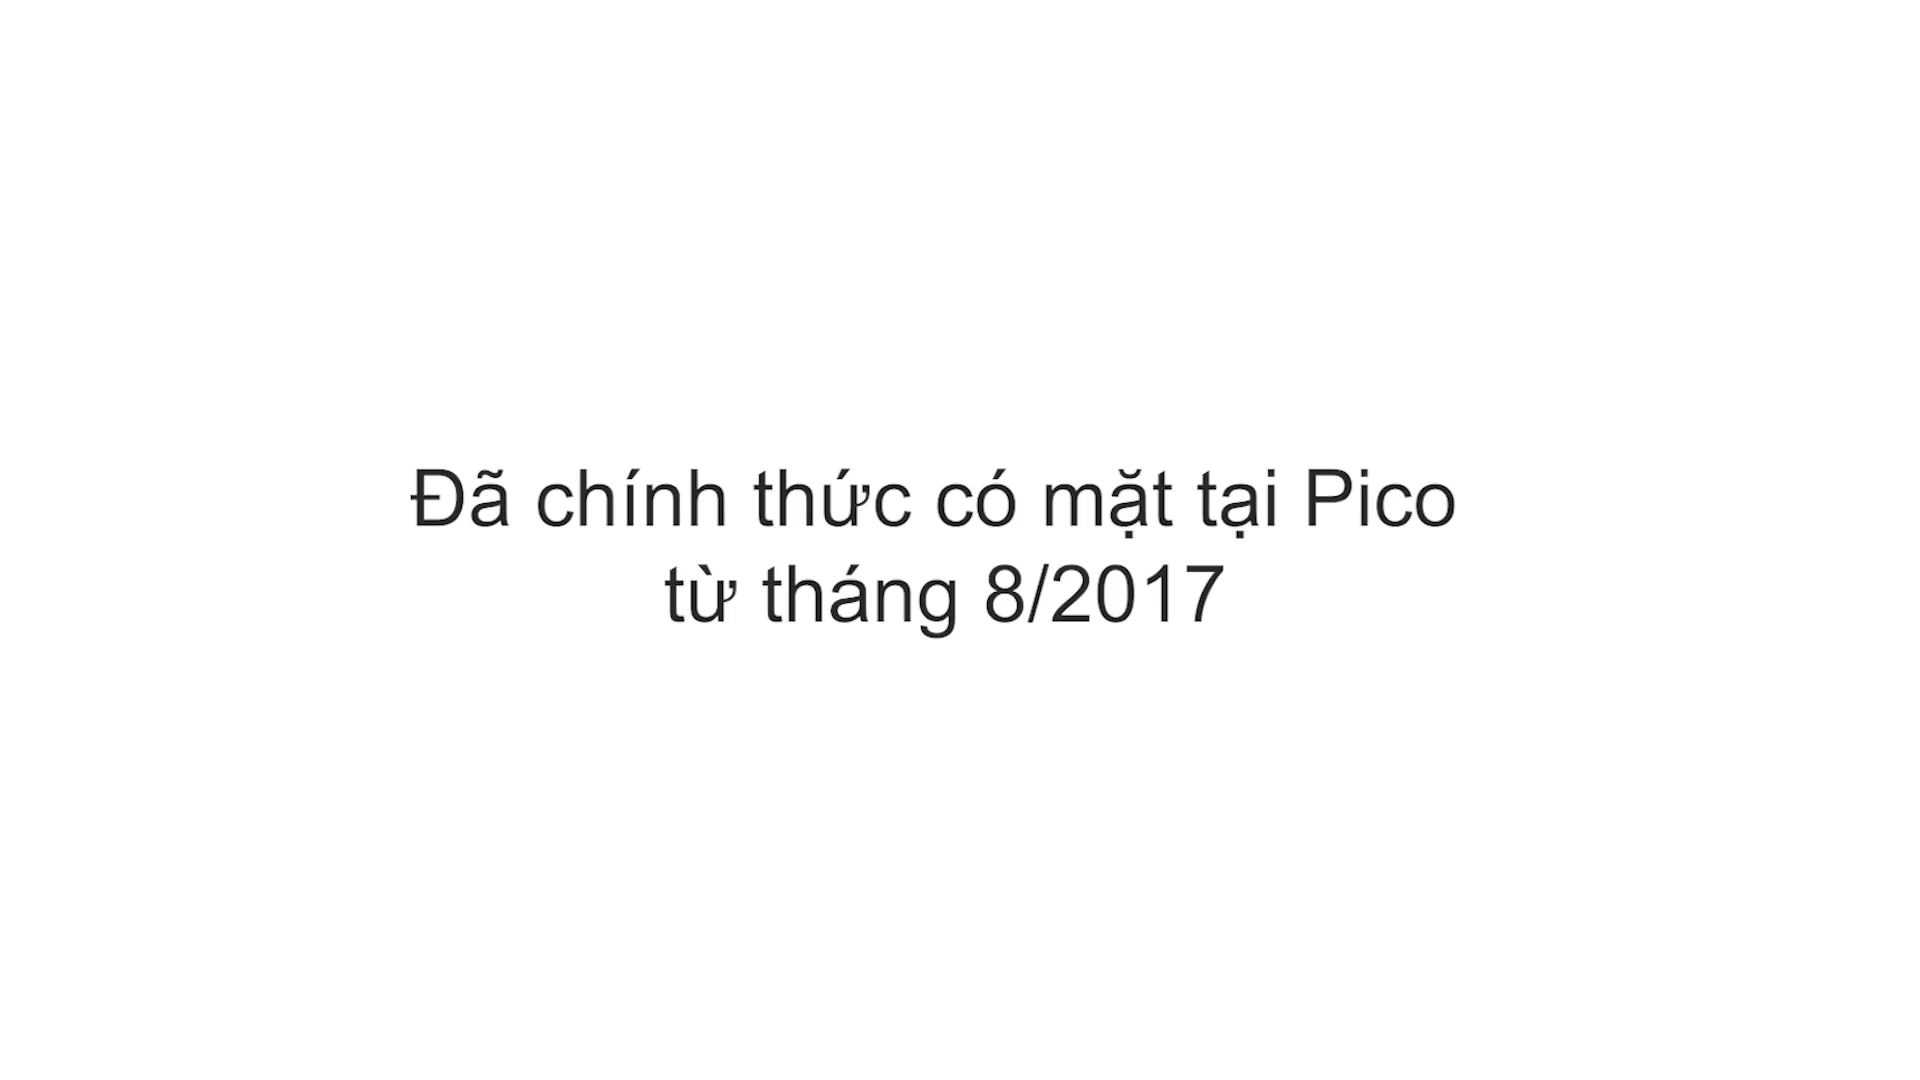 Đã chính thức có mặt tại Pico
từ tháng 8/2017